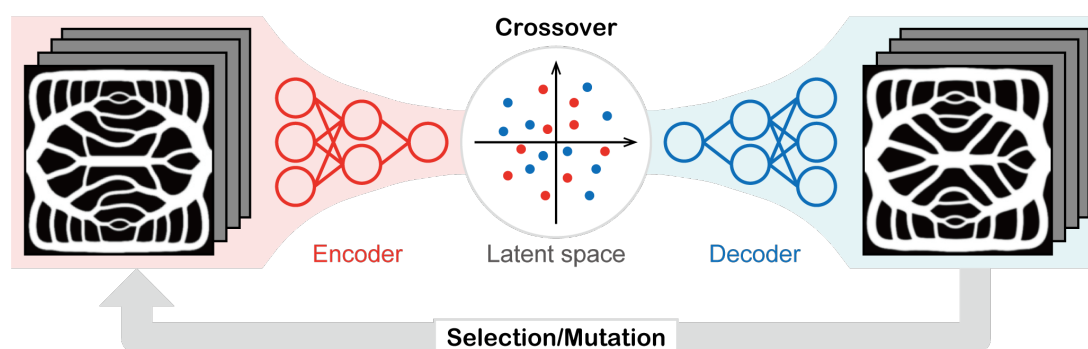 Crossover
Encoder
Latent space
Decoder
Selection/Mutation